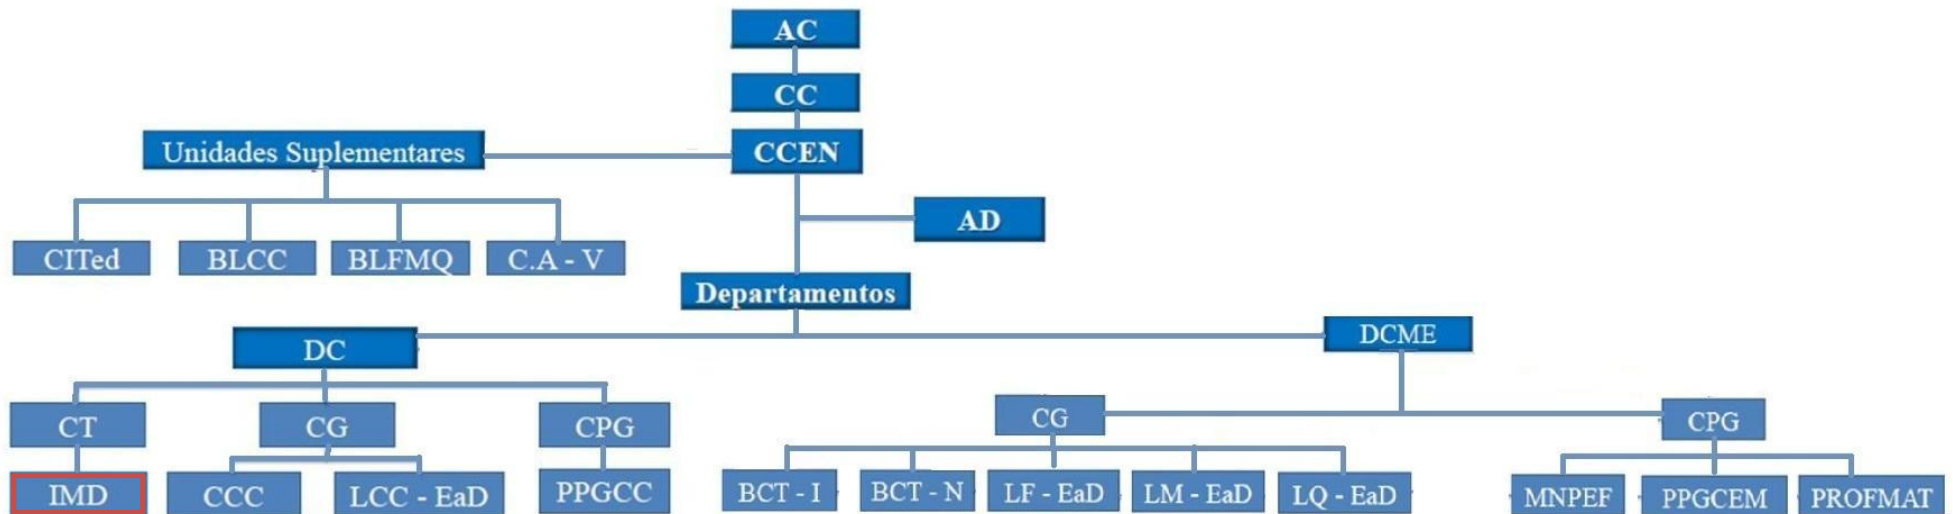 AC
CC
Unidades Suplementares
CCEN
AD
CITed
BLCC
BLFMQ
C.A - V
Departamentos
DC
DCME
CT
CG
CPG
CG
CPG
IMD
CCC
LCC - EaD
PPGCC
BCT - I
BCT - N
LF - EaD
LM - EaD
LQ - EaD
MNPEF
PPGCEM
PROFMAT